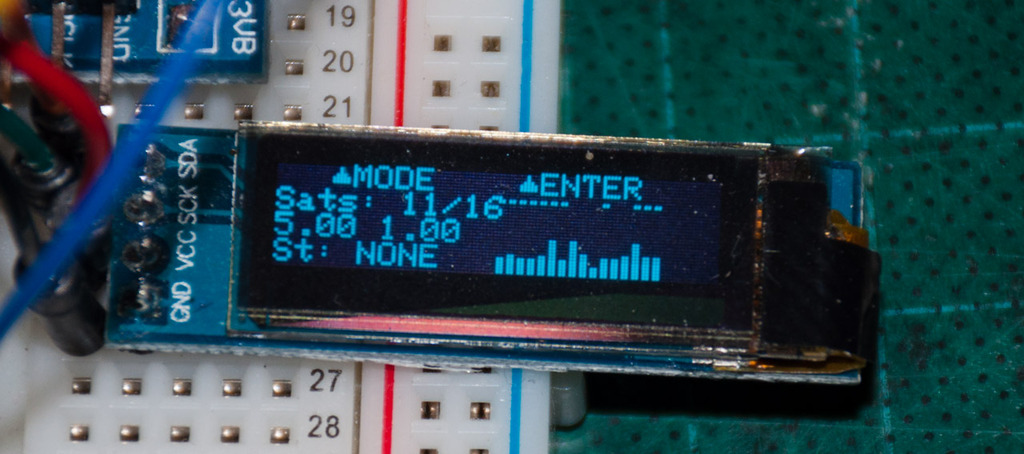 19
3VB
20
21
SDA
SCK
VCC
GND
▲MODE ▲ENTER
Sats: 11/16
5.00 1.00
St: NONE
27
28